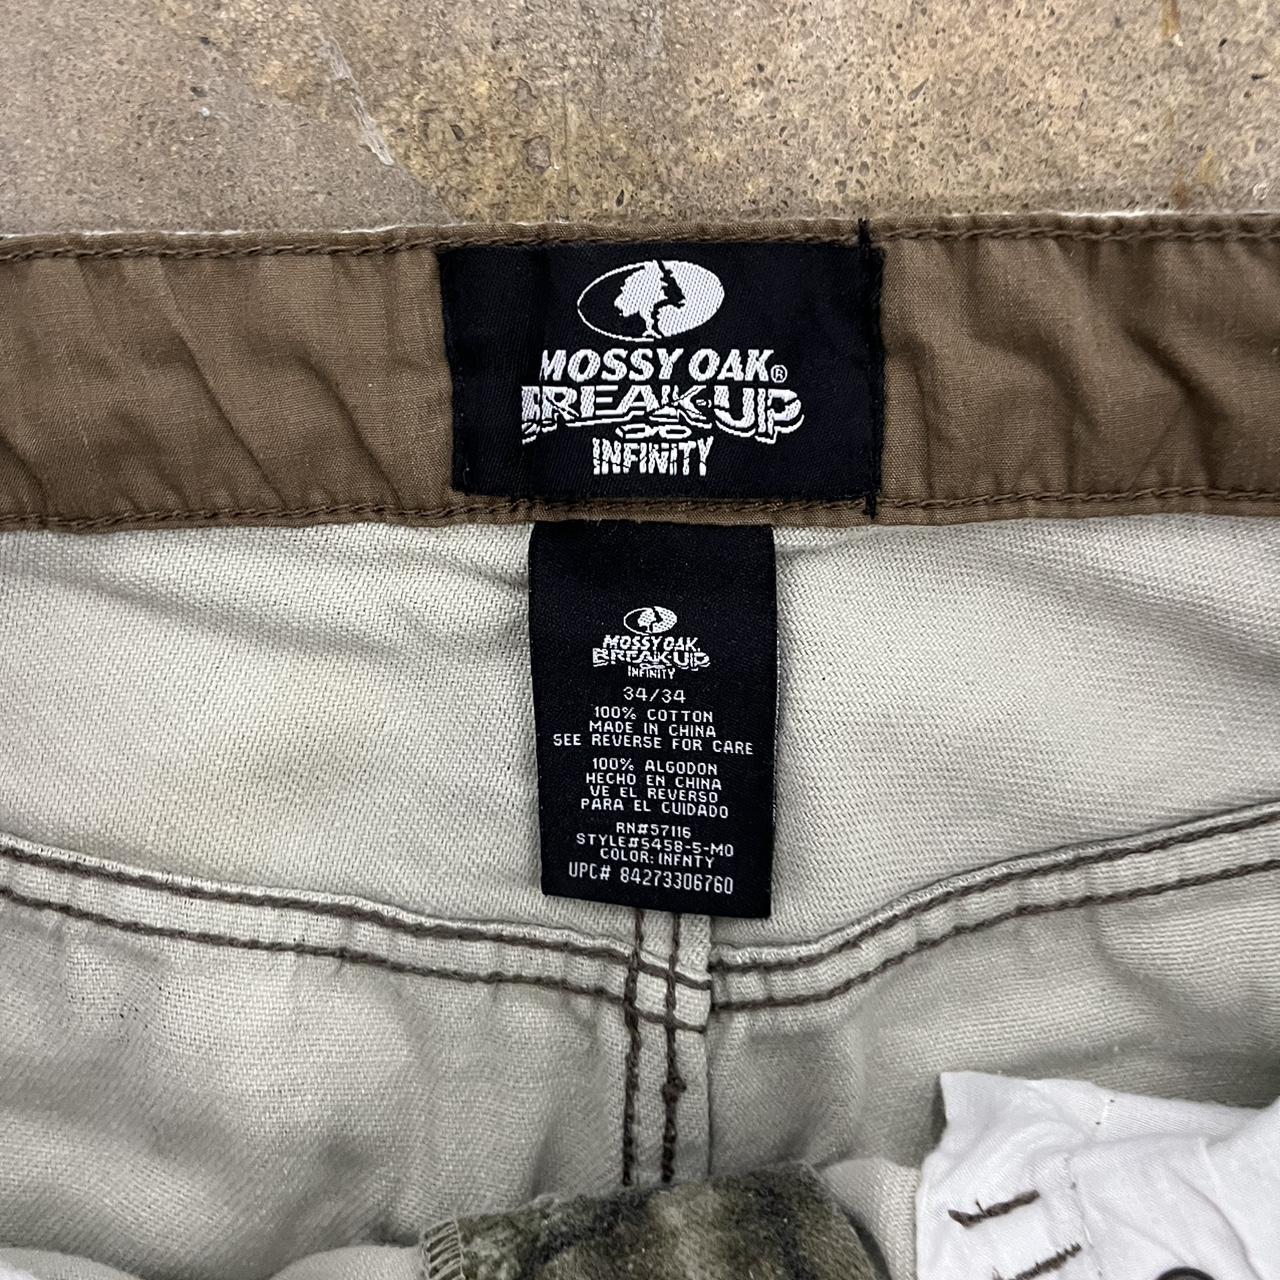 MOSSY OAK®
BREAK-UP
INFINITY
MOSSY OAK
BREAK-UP
INFINITY
34/34
100% COTTON
MADE IN CHINA
SEE REVERSE FOR CARE
100% ALGODON
HECHO EN CHINA
VE EL REVERSO
PARA EL CUIDADO
RN#57116
STYLE#5458-5-MO
COLOR: INFNTY
UPC# 84273306760